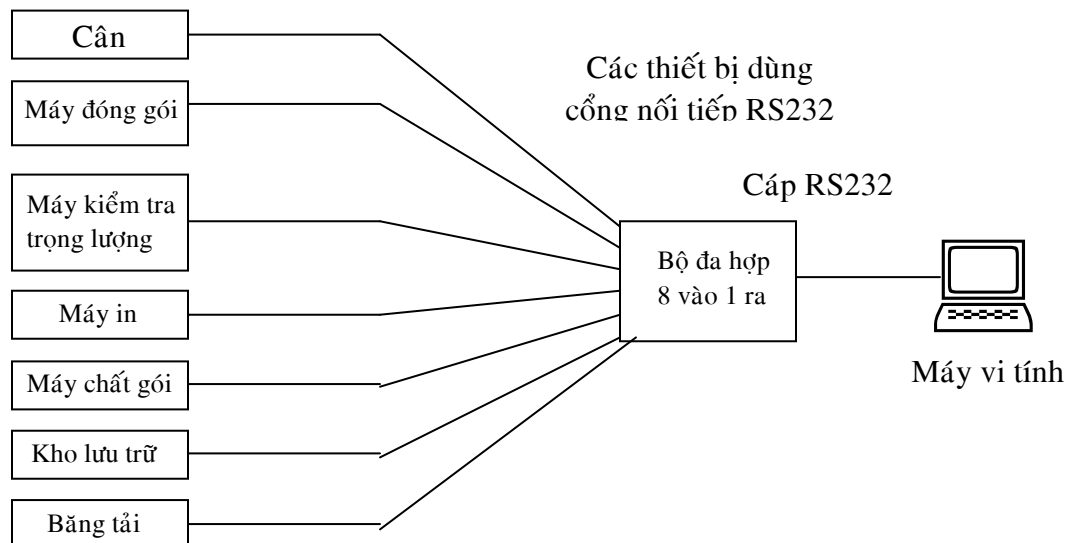 Cân
Máy đóng gói
Máy kiểm tra
trọng lượng
Máy in
Máy chất gói
Kho lưu trữ
Băng tải
Các thiết bị dùng
cổng nối tiếp RS232
Cáp RS232
Bộ đa hợp
8 vào 1 ra
Máy vi tính